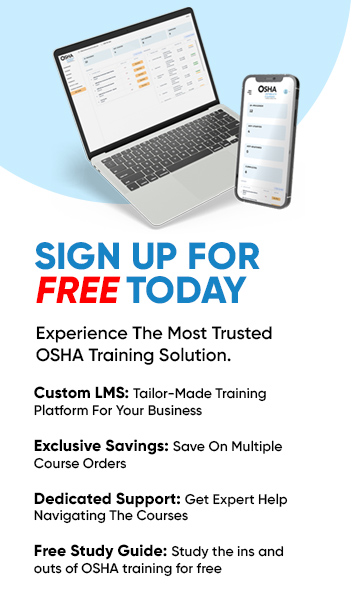 OSHA
OSHA
SIGN UP FOR
FREE TODAY
Experience The Most Trusted
OSHA Training Solution.
Custom LMS: Tailor-Made Training
Platform For Your Business
Exclusive Savings: Save On Multiple
Course Orders
Dedicated Support: Get Expert Help
Navigating The Courses
Free Study Guide: Study the ins and
outs of OSHA training for free